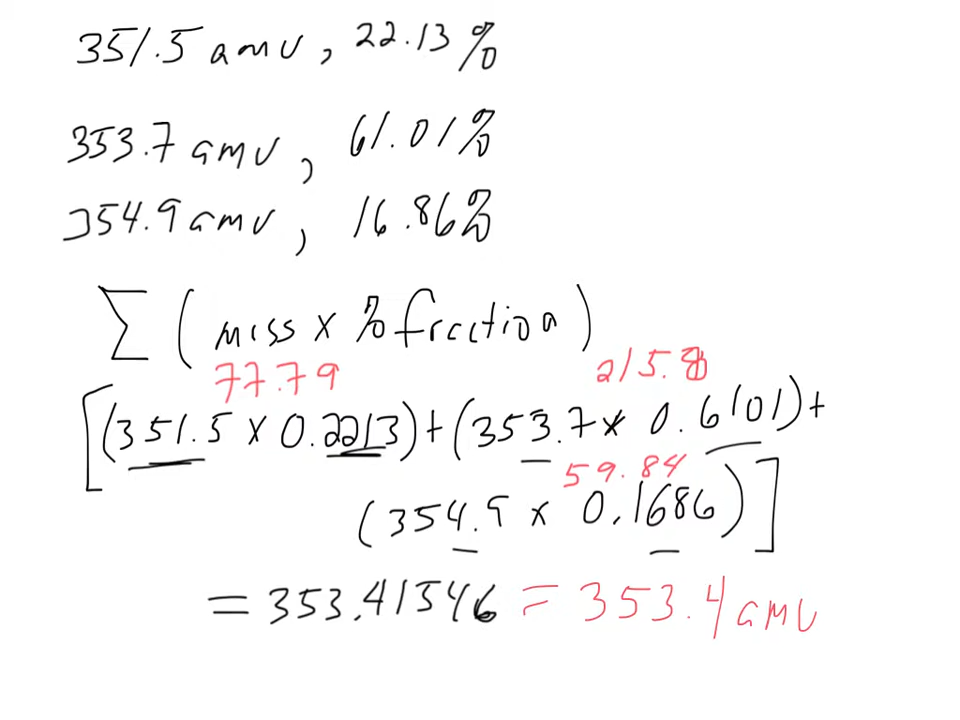 351.5 amu, 22.13%
353.7 amu, 61.01%
354.9 amu, 16.86%
Σ (mass x % fraction)
77.79 215.8
[(351.5 x 0.2213) + (353.7 x 0.6101) +
59.84
(354.9 x 0.1686)]
= 353.41546 = 353.4 amu